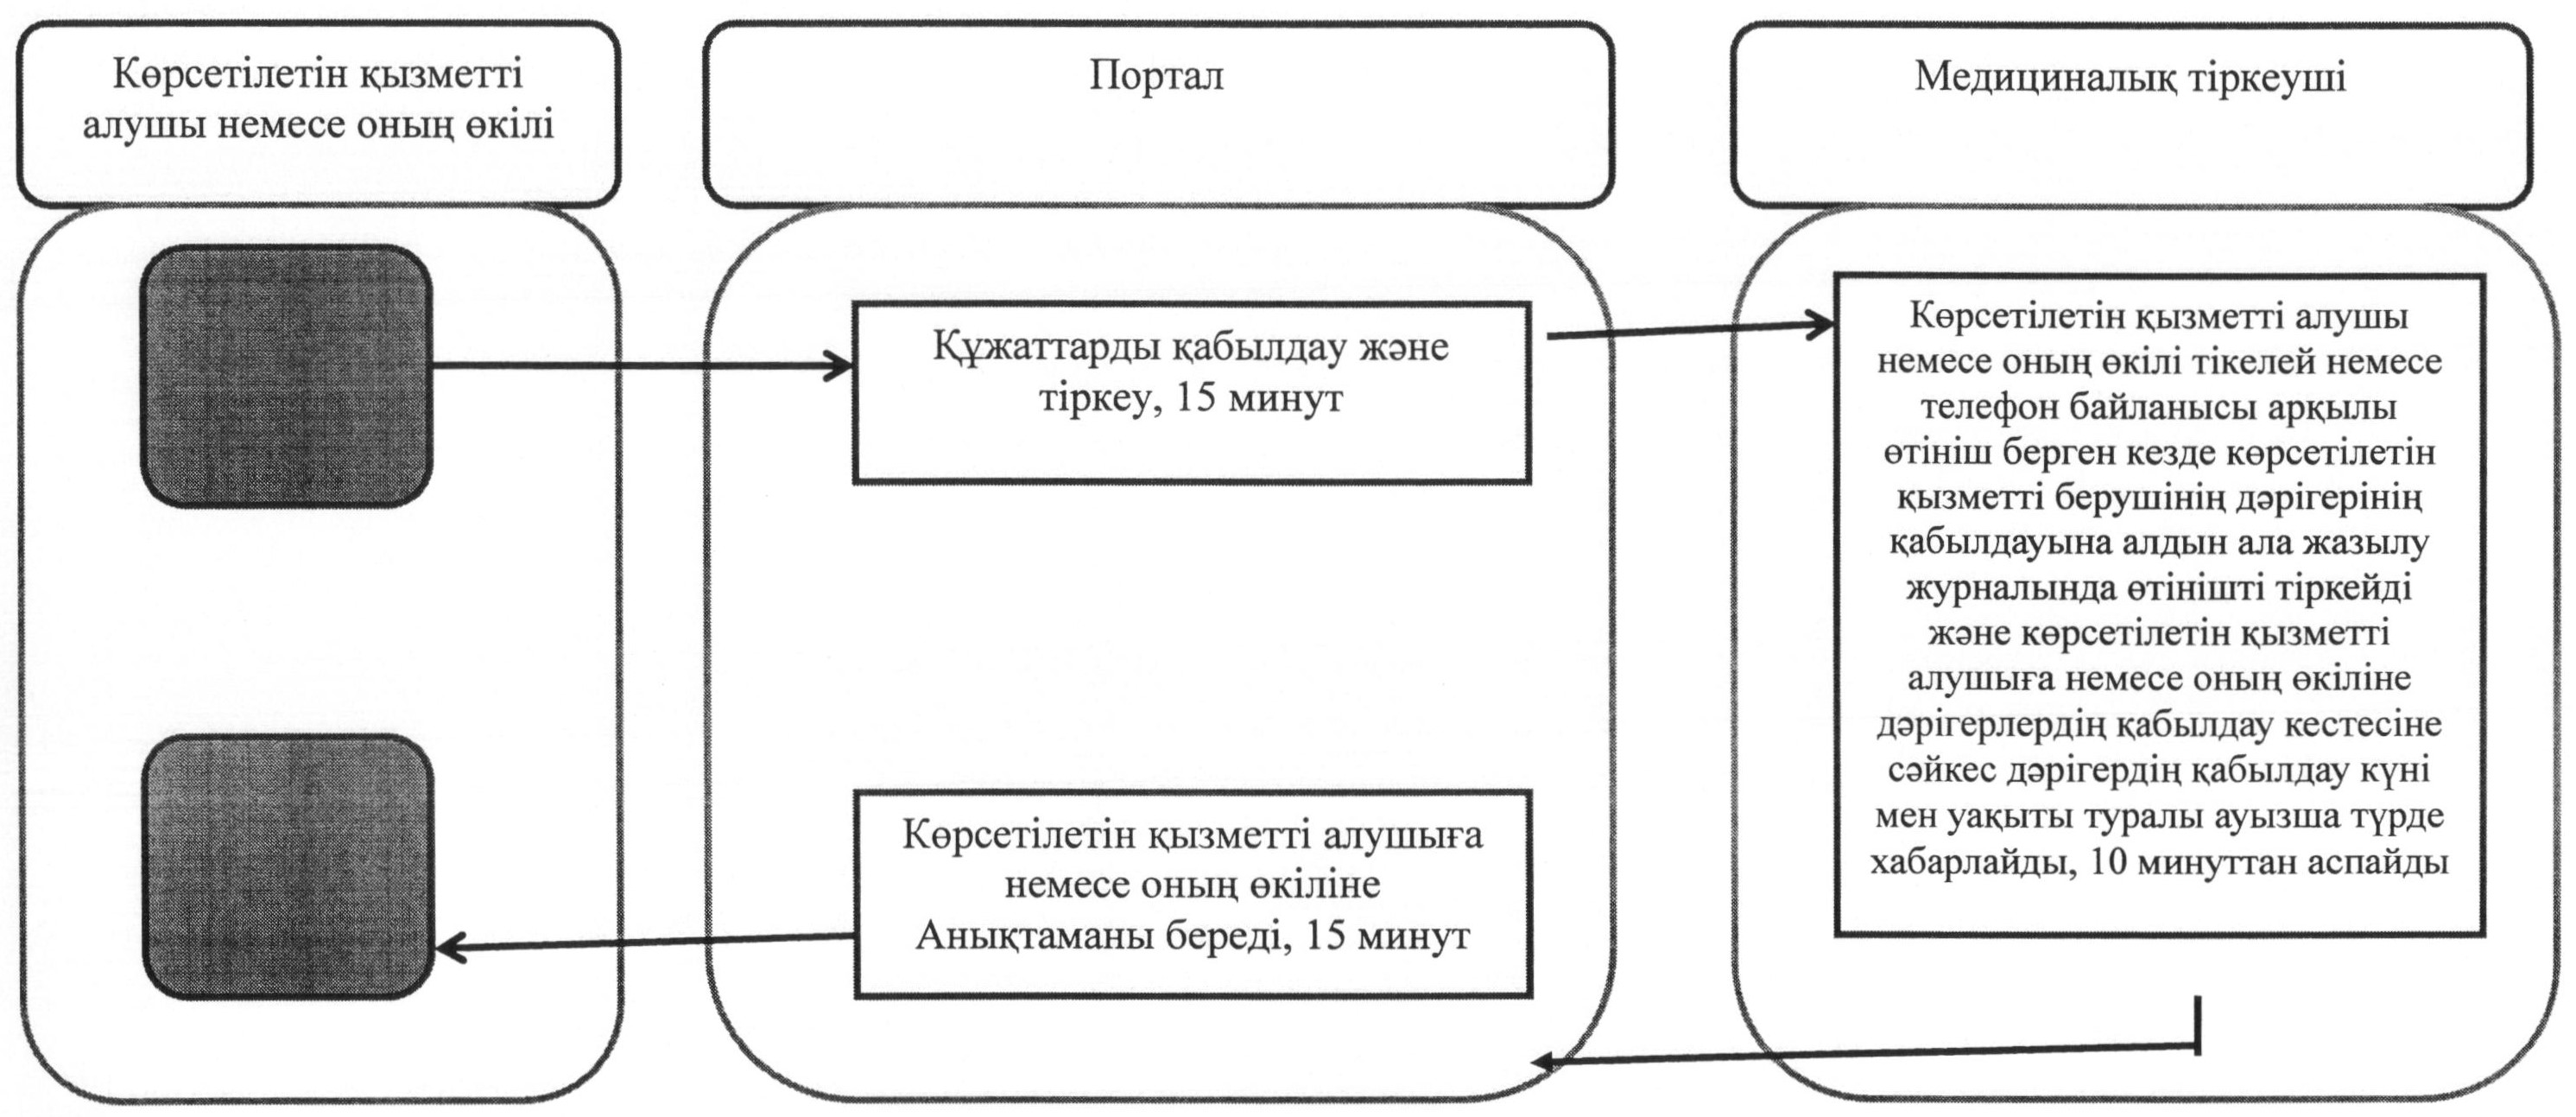 Көрсетілетін қызметті
алушы немесе оның өкілі
Портал
Медициналық тіркеуші
Құжаттарды қабылдау және
тіркеу, 15 минут
Көрсетілетін қызметті алушы
немесе оның өкілі тікелей немесе
телефон байланысы арқылы
өтініш берген кезде көрсетілетін
қызметті берушінің дәрігерінің
қабылдауына алдын ала жазылу
журналында өтінішті тіркейді
және көрсетілетін қызметті
алушыға немесе оның өкіліне
дәрігерлердің қабылдау кестесіне
сәйкес дәрігердің қабылдау күні
мен уақыты туралы ауызша түрде
хабарлайды, 10 минуттан аспайды
Көрсетілетін қызметті алушыға
немесе оның өкіліне
Анықтаманы береді, 15 минут